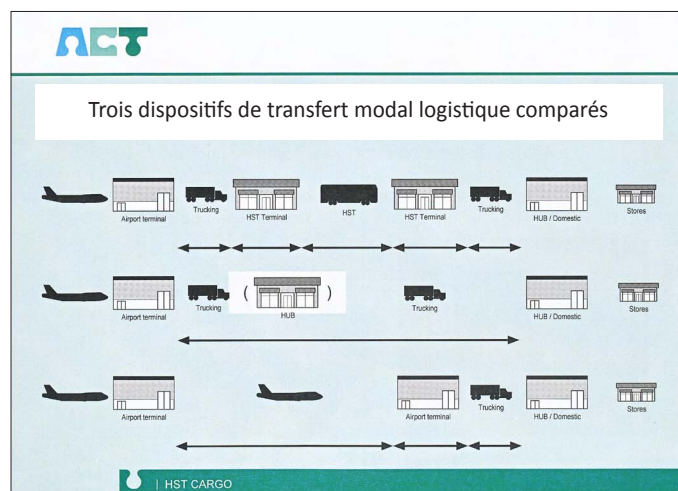 ACT
Trois dispositifs de transfert modal logistique comparés
Airport terminal
Trucking
HST Terminal
HST
HST Terminal
Trucking
HUB / Domestic
Stores
Airport terminal
Trucking
( )
HUB
Trucking
HUB / Domestic
Stores
Airport terminal
Airport terminal
Trucking
HUB / Domestic
Stores
| HST CARGO